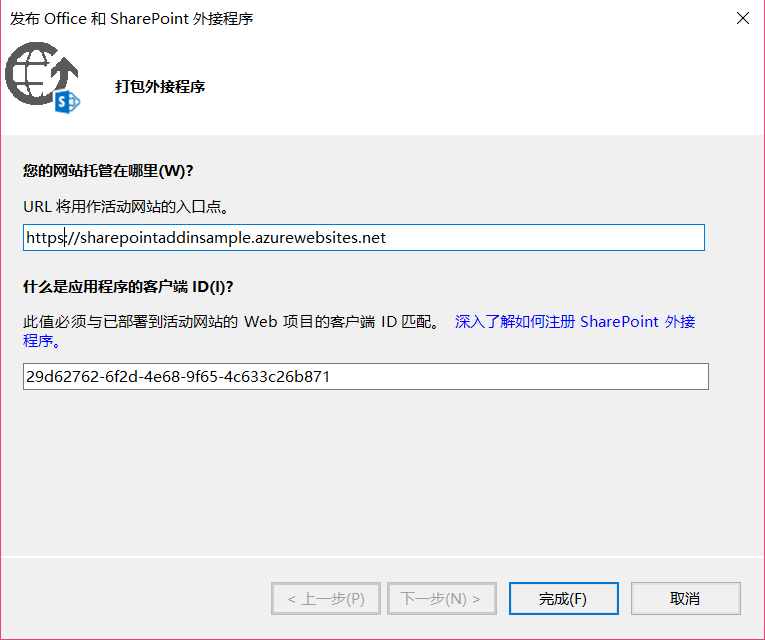 发布 Office 和 SharePoint 外接程序
打包外接程序
您的网站托管在哪里(W)?
URL 将用作活动网站的入口点。
https://sharepointaddinsample.azurewebsites.net
什么是应用程序的客户端 ID(I)?
此值必须与已部署到活动网站的 Web 项目的客户端 ID 匹配。 深入了解如何注册 SharePoint 外接
程序。
29d62762-6f2d-4e68-9f65-4c633c26b871
< 上一步(P) 下一步(N) > 完成(F) 取消